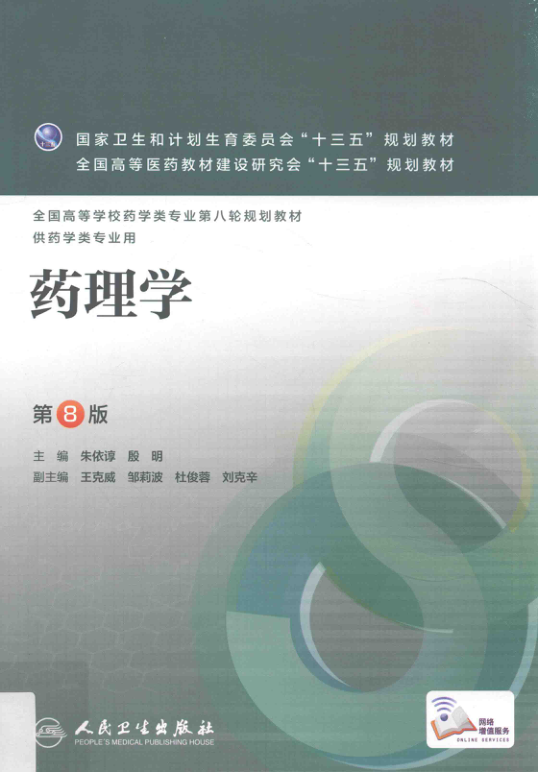 国家卫生和计划生育委员会“十三五”规划教材
全国高等医药教材建设研究会“十三五”规划教材
全国高等学校药学类专业第八轮规划教材
供药学类专业用
药理学
第8版
主 编 朱依谆 殷 明
副主编 王克威 邹莉波 杜俊蓉 刘克辛
人民卫生出版社
PEOPLE'S MEDICAL PUBLISHING HOUSE
网络
增值服务
ONLINE SERVICES